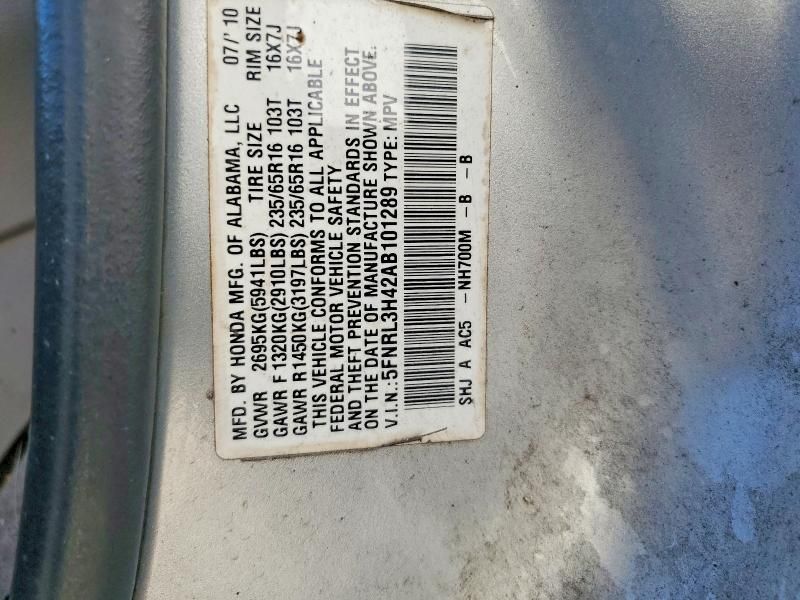 MFD. BY HONDA MFG. OF ALABAMA, LLC 07/'10
GVWR 2695KG(5941LBS) TIRE SIZE RIM SIZE
GAWR F 1320KG(2910LBS) 235/65R16 103T 16X7J
GAWR R1450KG(3197LBS) 235/65R16 103T 16X7J
THIS VEHICLE CONFORMS TO ALL APPLICABLE
FEDERAL MOTOR VEHICLE SAFETY
AND THEFT PREVENTION STANDARDS IN EFFECT
ON THE DATE OF MANUFACTURE SHOWN ABOVE.
V.I.N.:5FNRL3H42AB101289 TYPE: MPV
SHJ A AC5 -NH700M -B -B